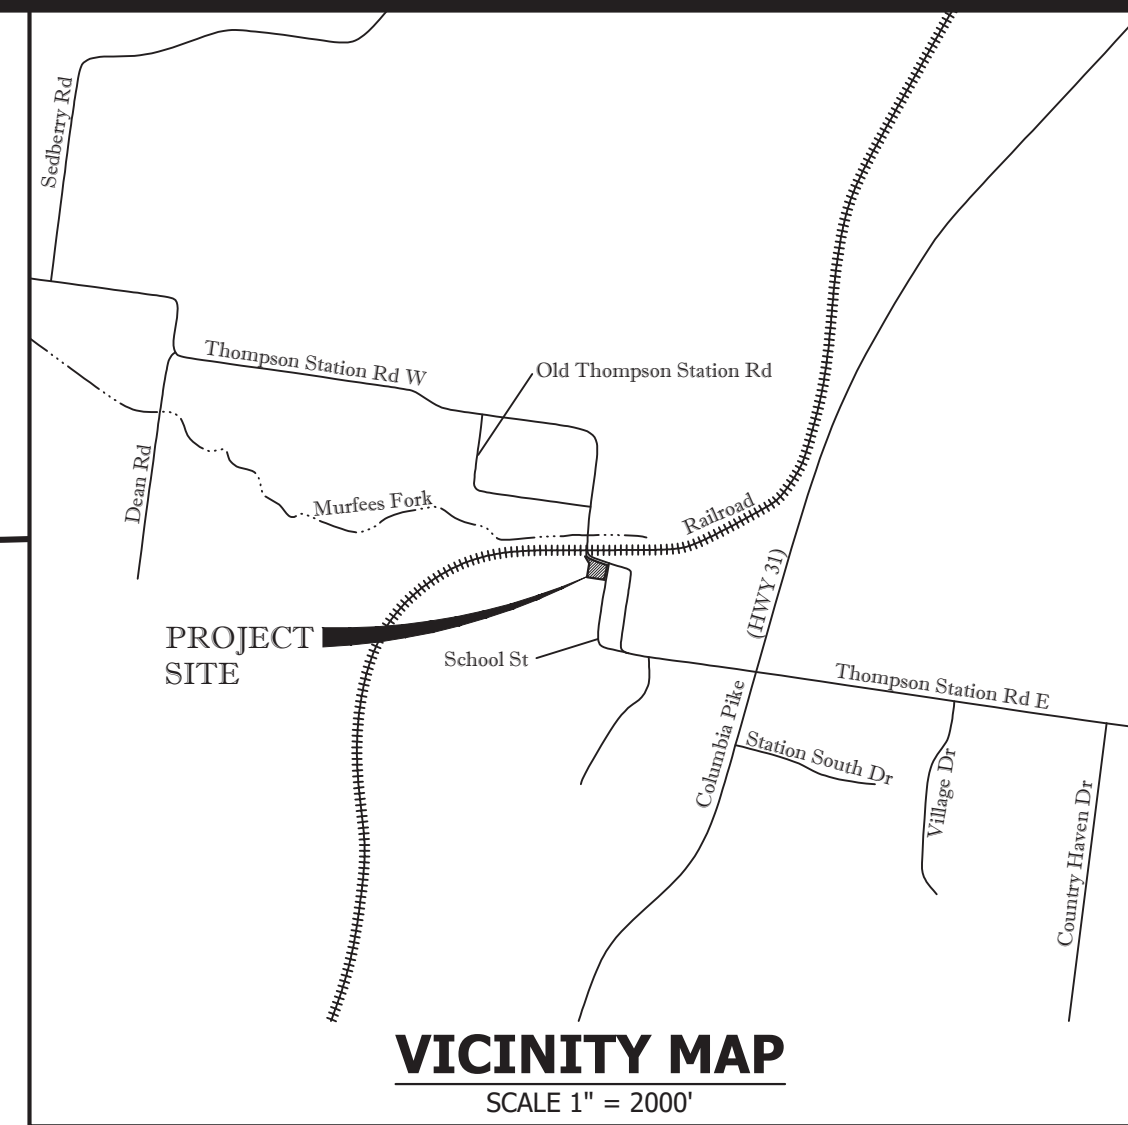 Sedberry Rd
Thompson Station Rd W
Old Thompson Station Rd
Dean Rd
Murfees Fork
Railroad
(HWY 31)
PROJECT
SITE
School St
Thompson Station Rd E
Columbia Pike
Station South Dr
Village Dr
Country Haven Dr
VICINITY MAP
SCALE 1" = 2000'